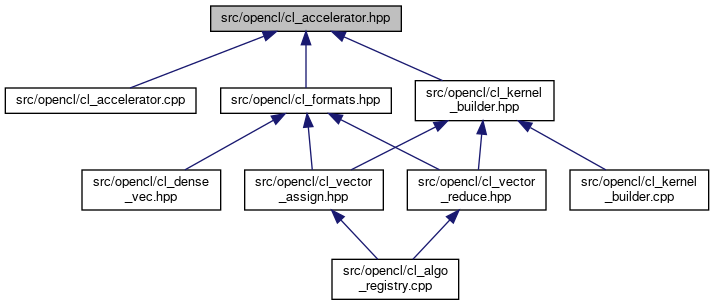 src/opencl/cl_accelerator.hpp
src/opencl/cl_accelerator.cpp
src/opencl/cl_formats.hpp
src/opencl/cl_kernel
_builder.hpp
src/opencl/cl_dense
_vec.hpp
src/opencl/cl_vector
_assign.hpp
src/opencl/cl_vector
_reduce.hpp
src/opencl/cl_kernel
_builder.cpp
src/opencl/cl_algo
_registry.cpp